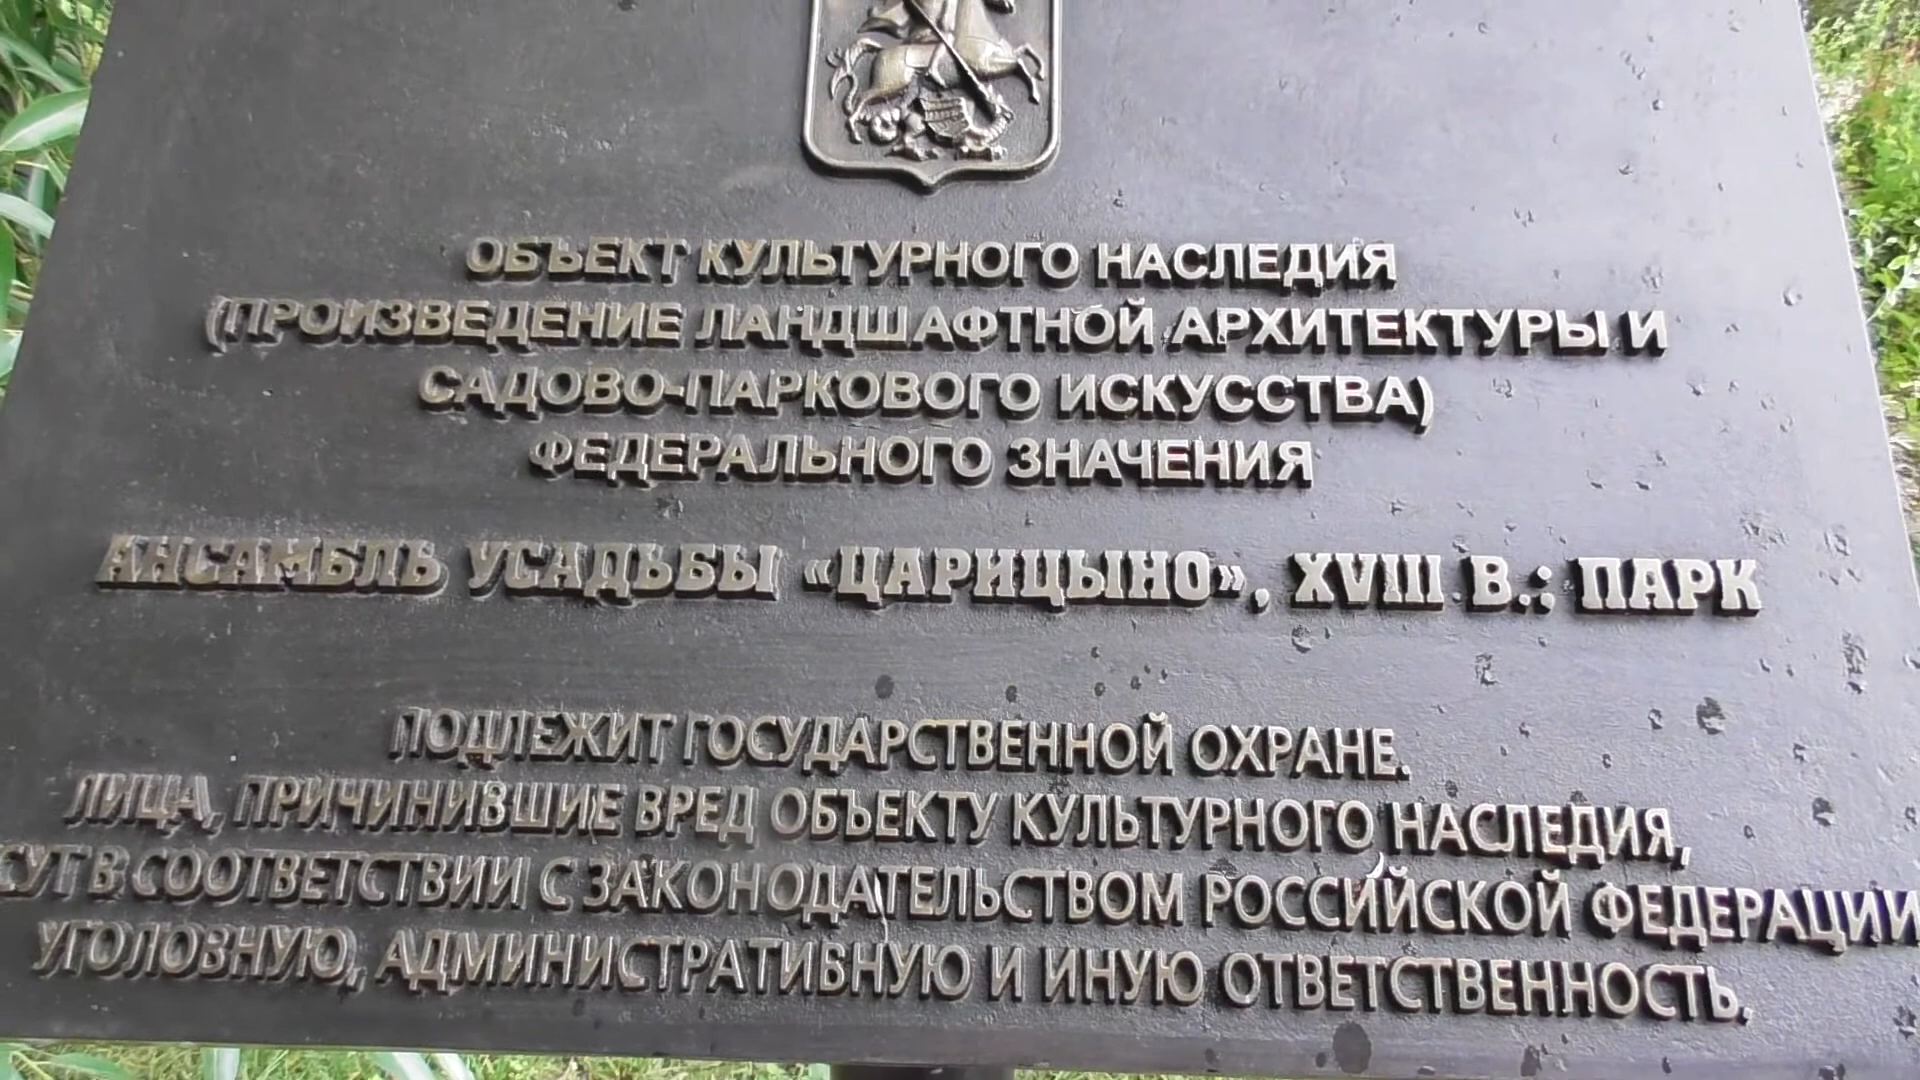 ОБЪЕКТ КУЛЬТУРНОГО НАСЛЕДИЯ
(ПРОИЗВЕДЕНИЕ ЛАНДШАФТНОЙ АРХИТЕКТУРЫ И
САДОВО-ПАРКОВОГО ИСКУССТВА)
ФЕДЕРАЛЬНОГО ЗНАЧЕНИЯ
АНСАМБЛЬ УСАДЬБЫ «ЦАРИЦЫНО», XVIII В.: ПАРК
ПОДЛЕЖИТ ГОСУДАРСТВЕННОЙ ОХРАНЕ.
ЛИЦА, ПРИЧИНИВШИЕ ВРЕД ОБЪЕКТУ КУЛЬТУРНОГО НАСЛЕДИЯ,
СУТ В СООТВЕТСТВИИ С ЗАКОНОДАТЕЛЬСТВОМ РОССИЙСКОЙ ФЕДЕРАЦИИ
УГОЛОВНУЮ, АДМИНИСТРАТИВНУЮ И ИНУЮ ОТВЕТСТВЕННОСТЬ.